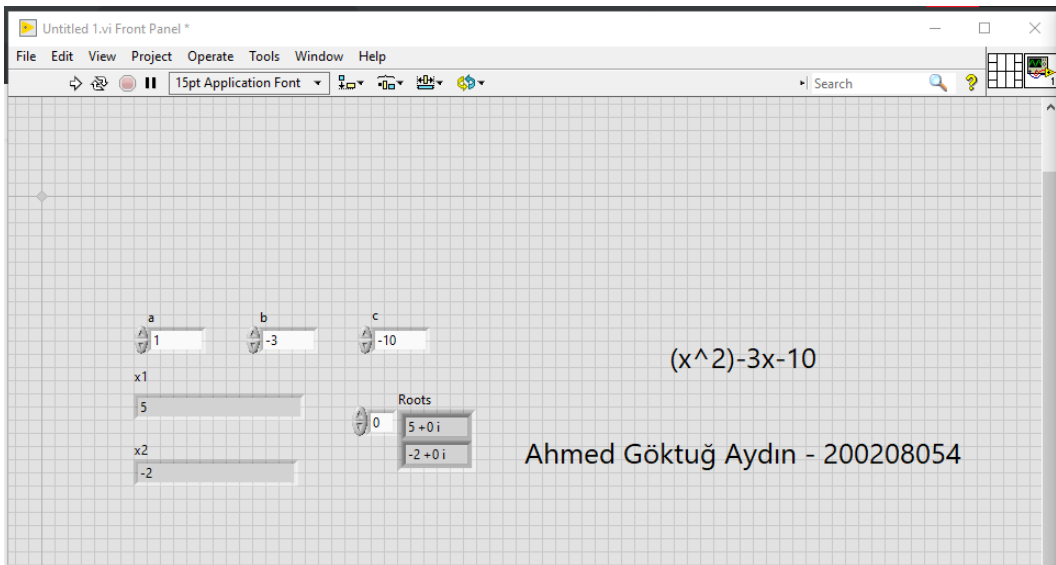 Untitled 1.vi Front Panel *
File Edit View Project Operate Tools Window Help
15pt Application Font
Search
?
1
a b c
1 -3 -10
(x^2)-3x-10
x1
5
Roots
0
5 +0 i
x2
-2 +0 i
Ahmed Göktuğ Aydın - 200208054
-2